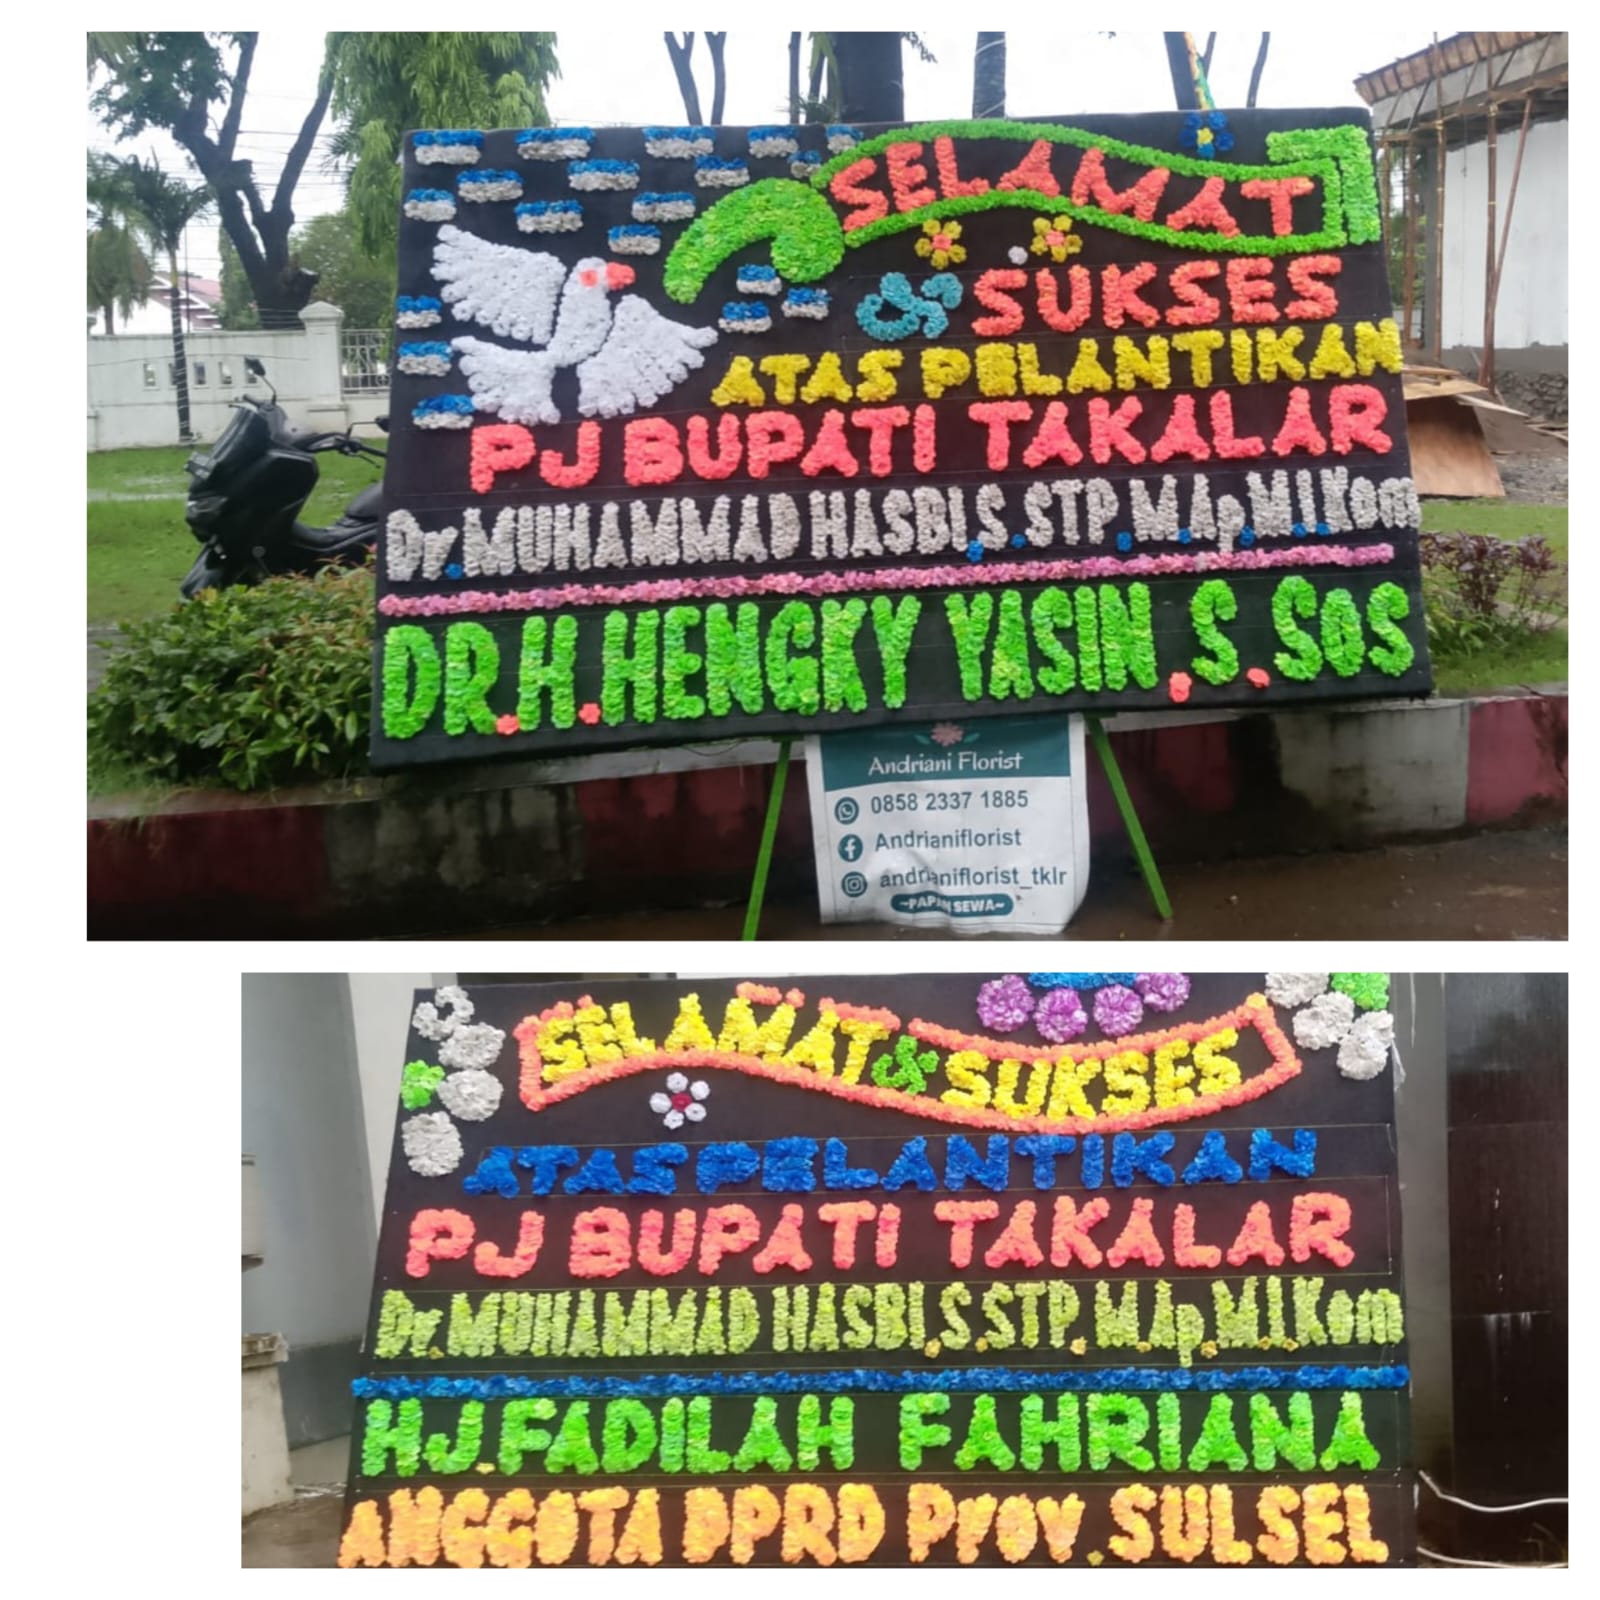 SELAMAT
& SUKSES
ATAS PELANTIKAN
PJ BUPATI TAKALAR
Dr.MUHAMMAD HASBI,S.STP.M.Ap.M.I.Kom
DR.H.HENGKY YASIN,S.SOS
Andriani Florist
0858 2337 1885
Andrianiflorist
andrianiflorist_tklr
~PAPAN SEWA~
SELAMAT & SUKSES
ATAS PELANTIKAN
PJ BUPATI TAKALAR
Dr.MUHAMMAD HASBI,S.STP.M.Ap.M.I.Kom
HJ.FADILAH FAHRIANA
ANGGOTA DPRD Prov.SULSEL